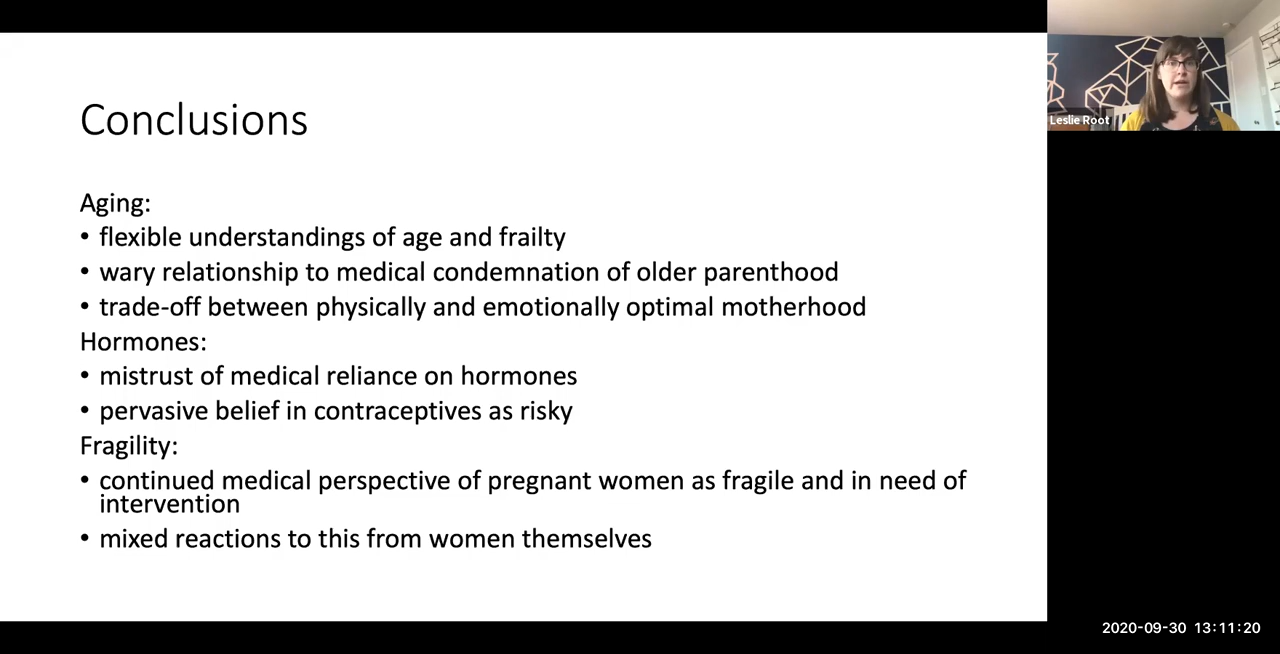 Conclusions
Aging:
• flexible understandings of age and frailty
• wary relationship to medical condemnation of older parenthood
• trade-off between physically and emotionally optimal motherhood
Hormones:
• mistrust of medical reliance on hormones
• pervasive belief in contraceptives as risky
Fragility:
• continued medical perspective of pregnant women as fragile and in need of
intervention
• mixed reactions to this from women themselves
Leslie Root
2020-09-30 13:11:20